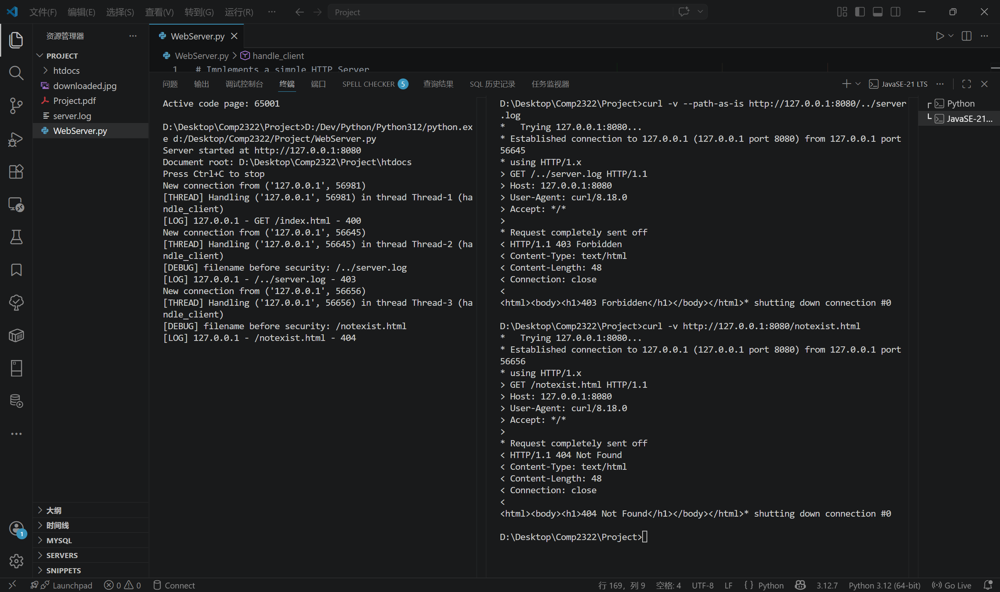 文件(F) 编辑(E) 选择(S) 查看(V) 转到(G) 运行(R) ··· Project
资源管理器 ···
PROJECT
htdocs
downloaded.jpg
Project.pdf
server.log
WebServer.py
大纲
时间线
MYSQL
SERVERS
SNIPPETS
1
WebServer.py
WebServer.py > handle_client
1 # Implements a simple HTTP Server
问题 输出 调试控制台 终端 端口 SPELL CHECKER 5 查询结果 SQL 历史记录 任务监视器 JavaSE-21 LTS ···
Active code page: 65001
D:\Desktop\Comp2322\Project>D:/Dev/Python/Python312/python.ex
e d:/Desktop/Comp2322/Project/WebServer.py
Server started at http://127.0.0.1:8080
Document root: D:\Desktop\Comp2322\Project\htdocs
Press Ctrl+C to stop
New connection from ('127.0.0.1', 56981)
[THREAD] Handling ('127.0.0.1', 56981) in thread Thread-1 (ha
ndle_client)
[LOG] 127.0.0.1 - GET /index.html - 400
New connection from ('127.0.0.1', 56645)
[THREAD] Handling ('127.0.0.1', 56645) in thread Thread-2 (ha
ndle_client)
[DEBUG] filename before security: /../server.log
[LOG] 127.0.0.1 - /../server.log - 403
New connection from ('127.0.0.1', 56656)
[THREAD] Handling ('127.0.0.1', 56656) in thread Thread-3 (ha
ndle_client)
[DEBUG] filename before security: /notexist.html
[LOG] 127.0.0.1 - /notexist.html - 404
D:\Desktop\Comp2322\Project>curl -v --path-as-is http://127.0.0.1:8080/../server
.log
*   Trying 127.0.0.1:8080...
* Established connection to 127.0.0.1 (127.0.0.1 port 8080) from 127.0.0.1 port
56645
* using HTTP/1.x
> GET /../server.log HTTP/1.1
> Host: 127.0.0.1:8080
> User-Agent: curl/8.18.0
> Accept: */*
>
* Request completely sent off
< HTTP/1.1 403 Forbidden
< Content-Type: text/html
< Content-Length: 48
< Connection: close
<
<html><body><h1>403 Forbidden</h1></body></html>* shutting down connection #0
D:\Desktop\Comp2322\Project>curl -v http://127.0.0.1:8080/notexist.html
*   Trying 127.0.0.1:8080...
* Established connection to 127.0.0.1 (127.0.0.1 port 8080) from 127.0.0.1 port
56656
* using HTTP/1.x
> GET /notexist.html HTTP/1.1
> Host: 127.0.0.1:8080
> User-Agent: curl/8.18.0
> Accept: */*
>
* Request completely sent off
< HTTP/1.1 404 Not Found
< Content-Type: text/html
< Content-Length: 48
< Connection: close
<
<html><body><h1>404 Not Found</h1></body></html>* shutting down connection #0
D:\Desktop\Comp2322\Project>
Python
JavaSE-21...
Launchpad 0 0 Connect 行 169，列 9 空格: 4 UTF-8 LF {} Python 3.12.7 Python 3.12 (64-bit) Go Live